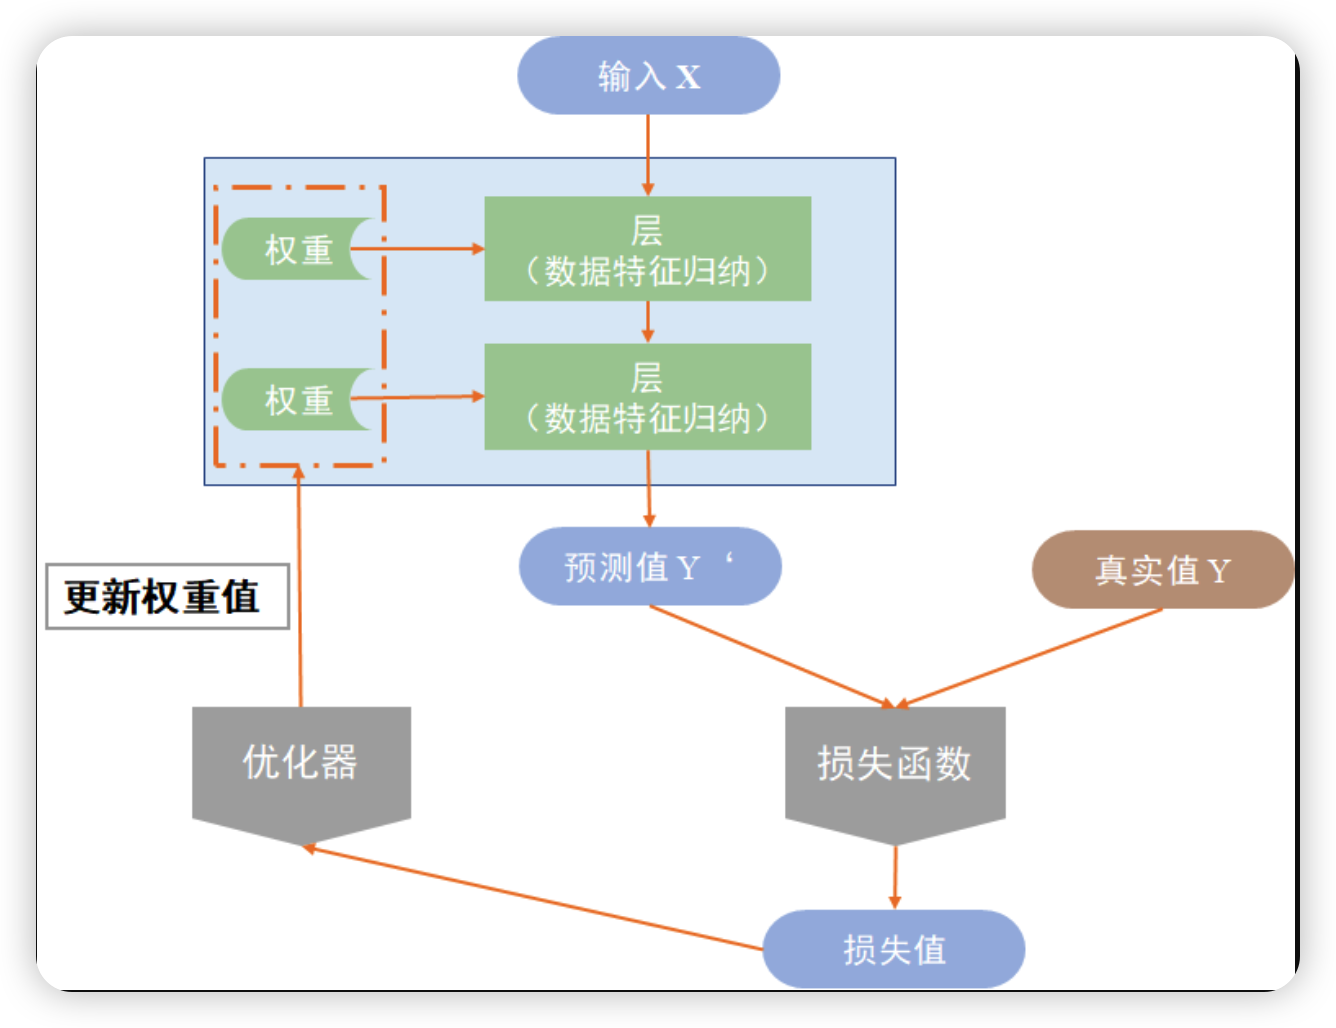 输入 X
权重
层
（数据特征归纳）
权重
层
（数据特征归纳）
预测值 Y ‘
真实值 Y
更新权重值
优化器
损失函数
损失值